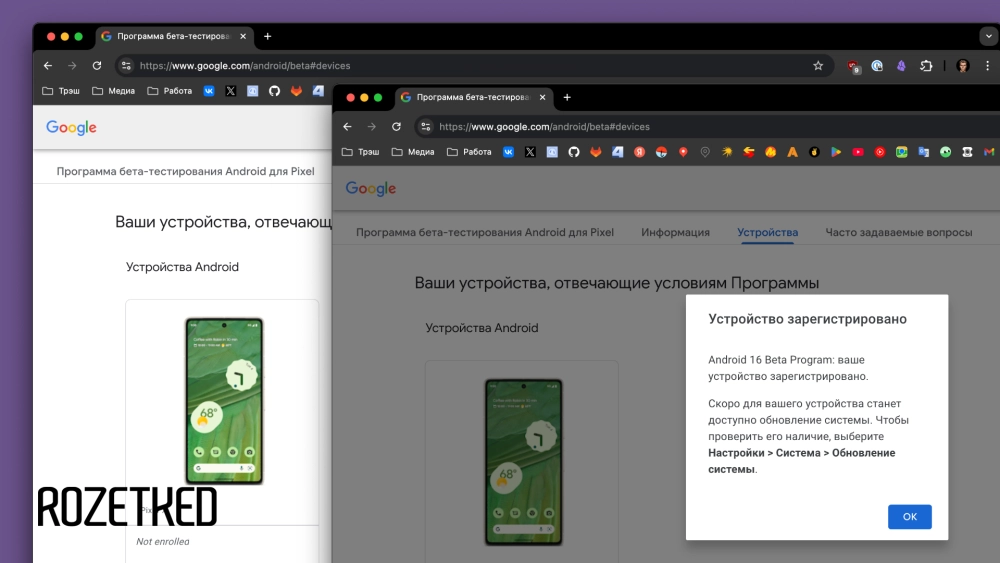 Программа бета-тестирова
https://www.google.com/android/beta#devices
9
Трэш
Медиа
Работа
Google
Программа бета-тестирования Android для Pixel
Ваши устройства, отвечающ
Устройства Android
68°
Not enrolled
ROZETKED
Программа бета-тестирова
https://www.google.com/android/beta#devices
Трэш
Медиа
Работа
Google
Программа бета-тестирования Android для Pixel
Информация
Устройства
Часто задаваемые вопросы
Ваши устройства, отвечающие условиям Программы
Устройства Android
68°
Устройство зарегистрировано
Android 16 Beta Program: ваше
устройство зарегистрировано.
Скоро для вашего устройства станет
доступно обновление системы. Чтобы
проверить его наличие, выберите
Настройки > Система > Обновление
системы.
ОК